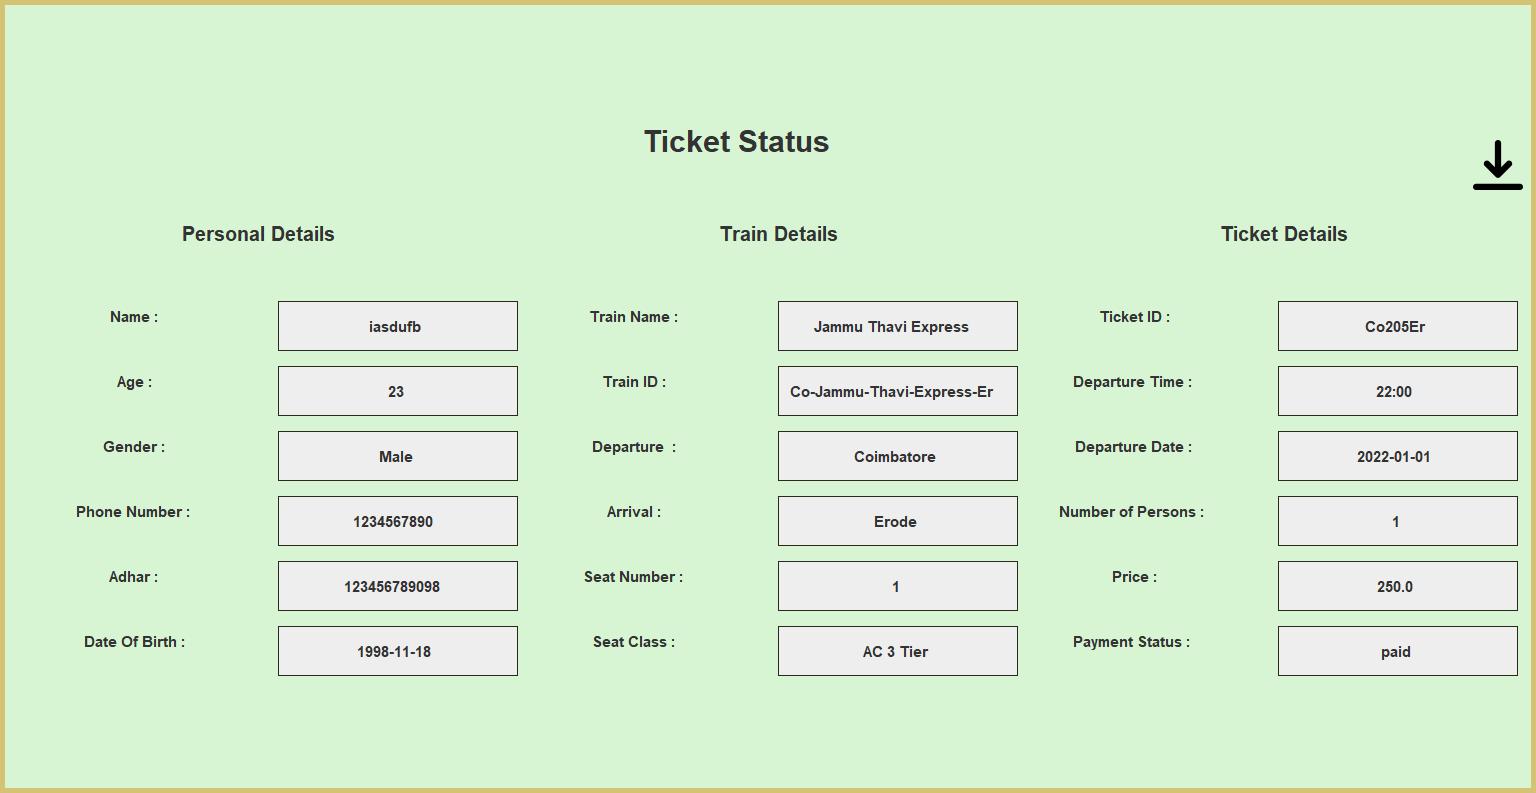 Ticket Status
Personal Details
Name :
iasdufb
Age :
23
Gender :
Male
Phone Number :
1234567890
Adhar :
123456789098
Date Of Birth :
1998-11-18
Train Details
Train Name :
Jammu Thavi Express
Train ID :
Co-Jammu-Thavi-Express-Er
Departure :
Coimbatore
Arrival :
Erode
Seat Number :
1
Seat Class :
AC 3 Tier
Ticket Details
Ticket ID :
Co205Er
Departure Time :
22:00
Departure Date :
2022-01-01
Number of Persons :
1
Price :
250.0
Payment Status :
paid